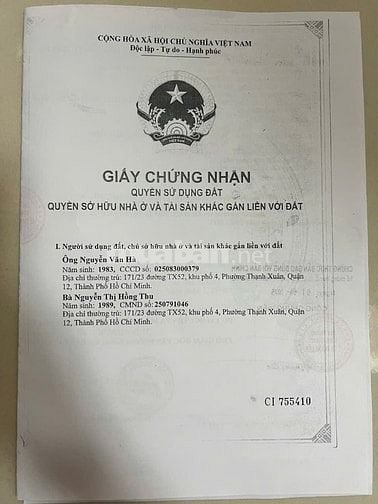 CỘNG HÒA XÃ HỘI CHỦ NGHĨA VIỆT NAM
Độc lập - Tự do - Hạnh phúc
VIỆT NAM
GIẤY CHỨNG NHẬN
QUYỀN SỬ DỤNG ĐẤT
QUYỀN SỞ HỮU NHÀ Ở VÀ TÀI SẢN KHÁC GẮN LIỀN VỚI ĐẤT
I. Người sử dụng đất, chủ sở hữu nhà ở và tài sản khác gắn liền với đất
Ông Nguyễn Văn Hà
Năm sinh: 1983, CCCD số: 025083000379
Địa chỉ thường trú: 171/23 đường TX52, khu phố 4, Phường Thạnh Xuân, Quận
12, Thành Phố Hồ Chí Minh.
Bà Nguyễn Thị Hồng Thu
Năm sinh: 1989, CMND số: 250791046
Địa chỉ thường trú: 171/23 đường TX52, khu phố 4, Phường Thạnh Xuân, Quận
12, Thành Phố Hồ Chí Minh.
CI 755410